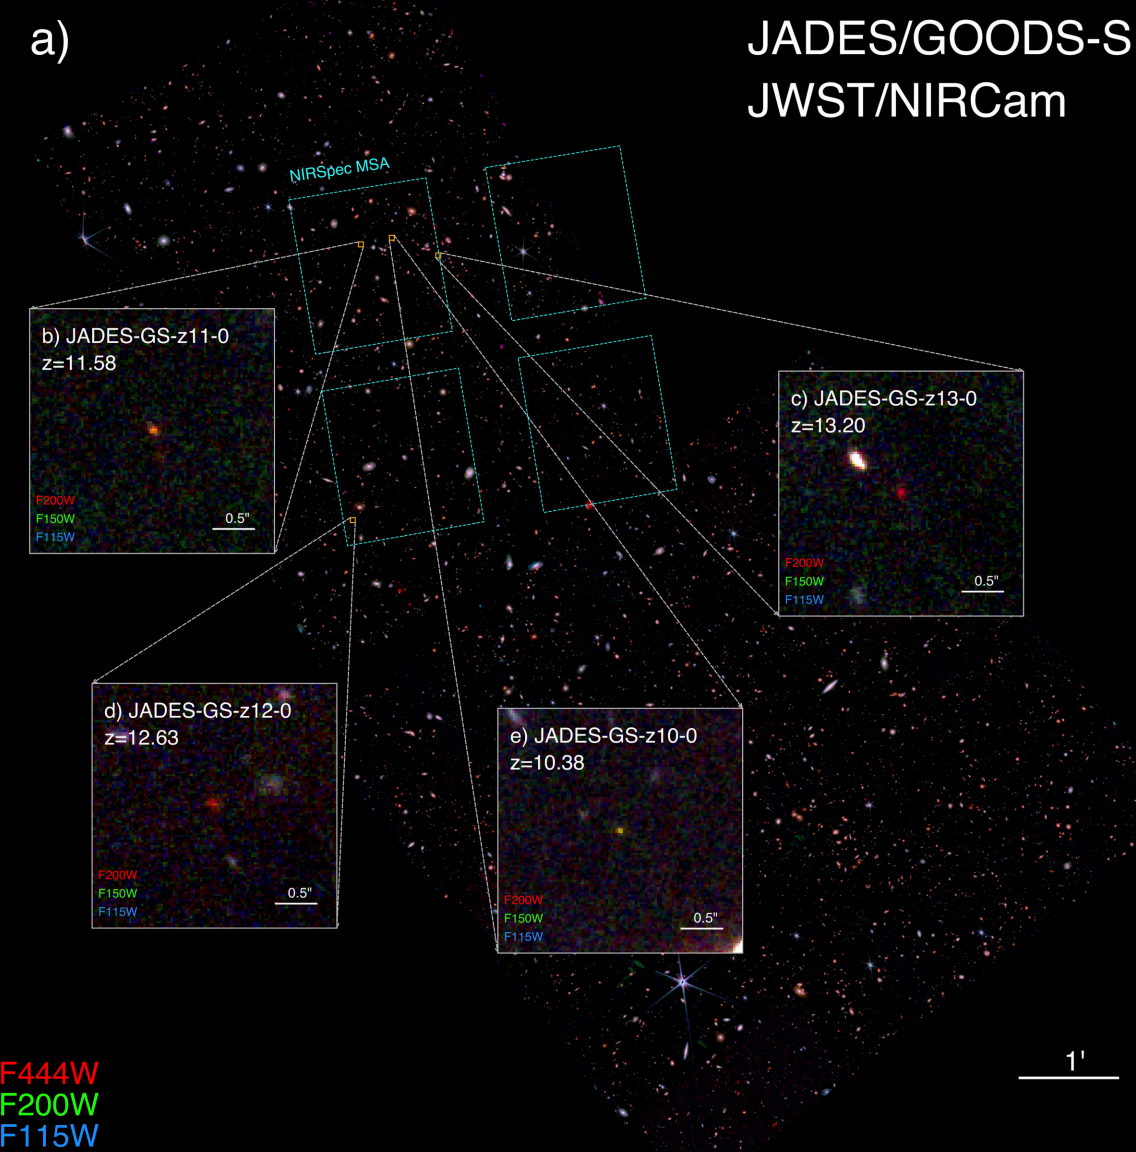 a)
JADES/GOODS-S
JWST/NIRCam
NIRSpec MSA
b) JADES-GS-z11-0
z=11.58
F200W
F150W
F115W
0.5"
c) JADES-GS-z13-0
z=13.20
F200W
F150W
F115W
0.5"
d) JADES-GS-z12-0
z=12.63
F200W
F150W
F115W
0.5"
e) JADES-GS-z10-0
z=10.38
F200W
F150W
F115W
0.5"
F444W
F200W
F115W
1'